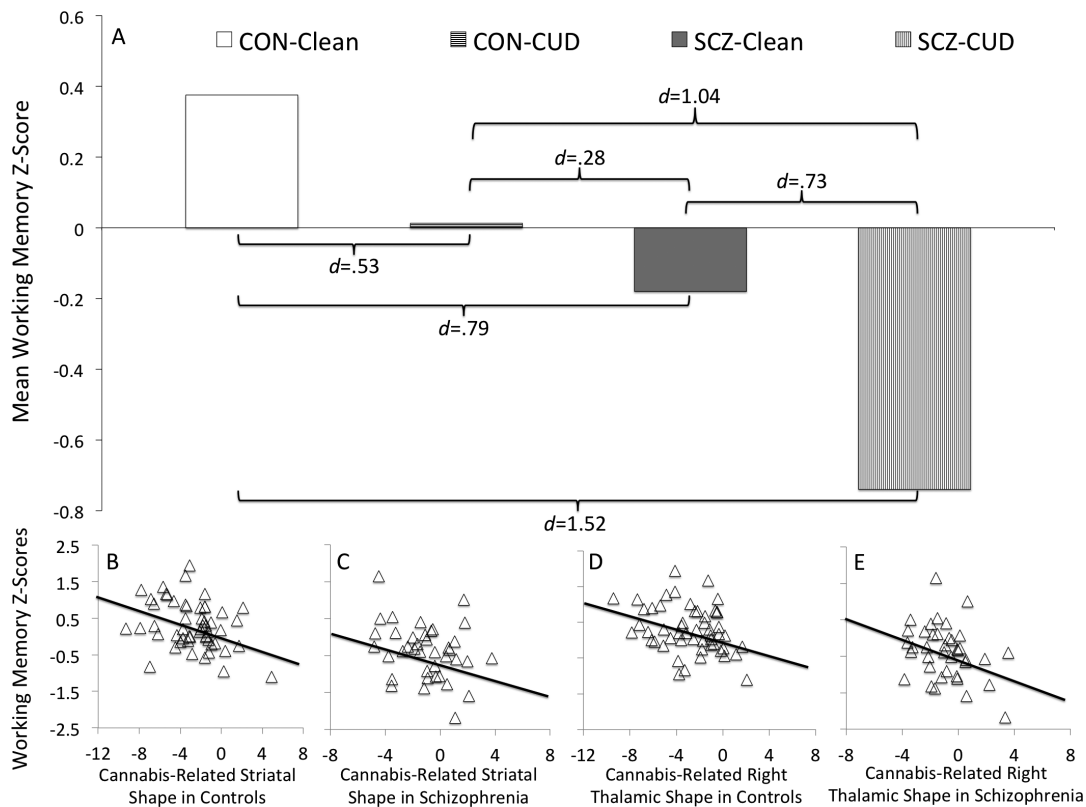 A
CON-Clean CON-CUD SCZ-Clean SCZ-CUD
Mean Working Memory Z-Score
0.6
0.4
0.2
0
-0.2
-0.4
-0.6
-0.8
d=1.04
d=.28
d=.73
d=.53
d=.79
d=1.52
Working Memory Z-Scores
2.5
1.5
0.5
-0.5
-1.5
-2.5
B
-12 -8 -4 0 4 8
Cannabis-Related Striatal
Shape in Controls
C
-8 -4 0 4 8
Cannabis-Related Striatal
Shape in Schizophrenia
D
-12 -8 -4 0 4 8
Cannabis-Related Right
Thalamic Shape in Controls
E
-8 -4 0 4 8
Cannabis-Related Right
Thalamic Shape in Schizophrenia